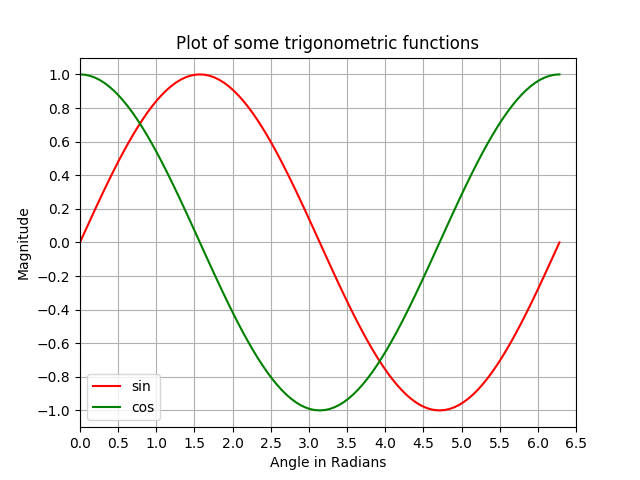 Plot of some trigonometric functions
1.0
0.8
0.6
0.4
0.2
0.0
−0.2
−0.4
−0.6
−0.8
−1.0
Magnitude
sin
cos
0.0 0.5 1.0 1.5 2.0 2.5 3.0 3.5 4.0 4.5 5.0 5.5 6.0 6.5
Angle in Radians